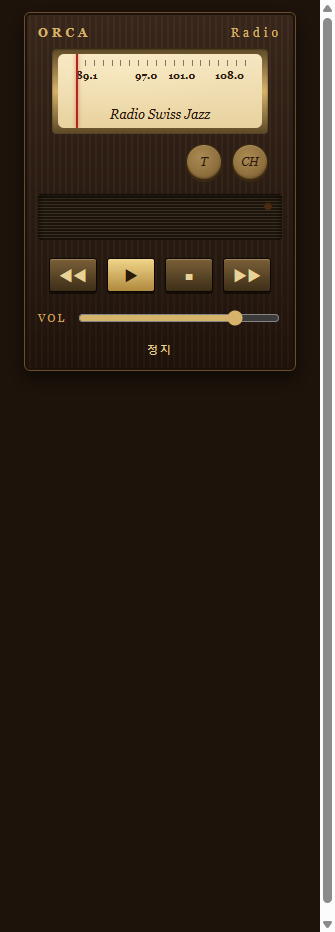 ORCA Radio
89.1 97.0 101.0 108.0
Radio Swiss Jazz
T CH
VOL
정지